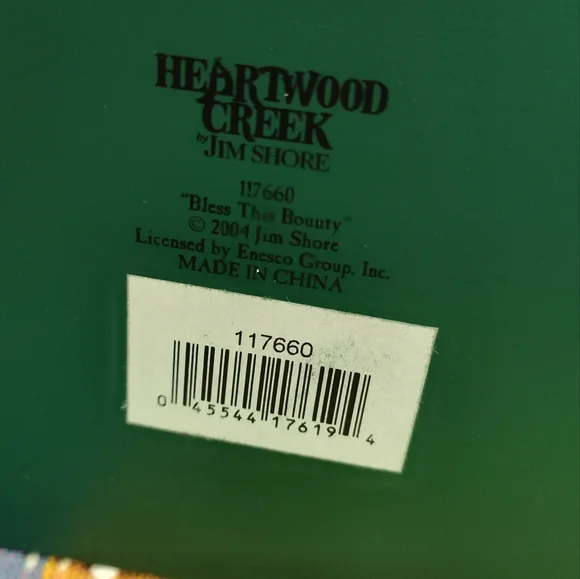 HEARTWOOD
CREEK
by JIM SHORE
117660
"Bless This Bounty"
© 2004 Jim Shore
Licensed by Enesco Group, Inc.
MADE IN CHINA
117660
0 45544 17619 4